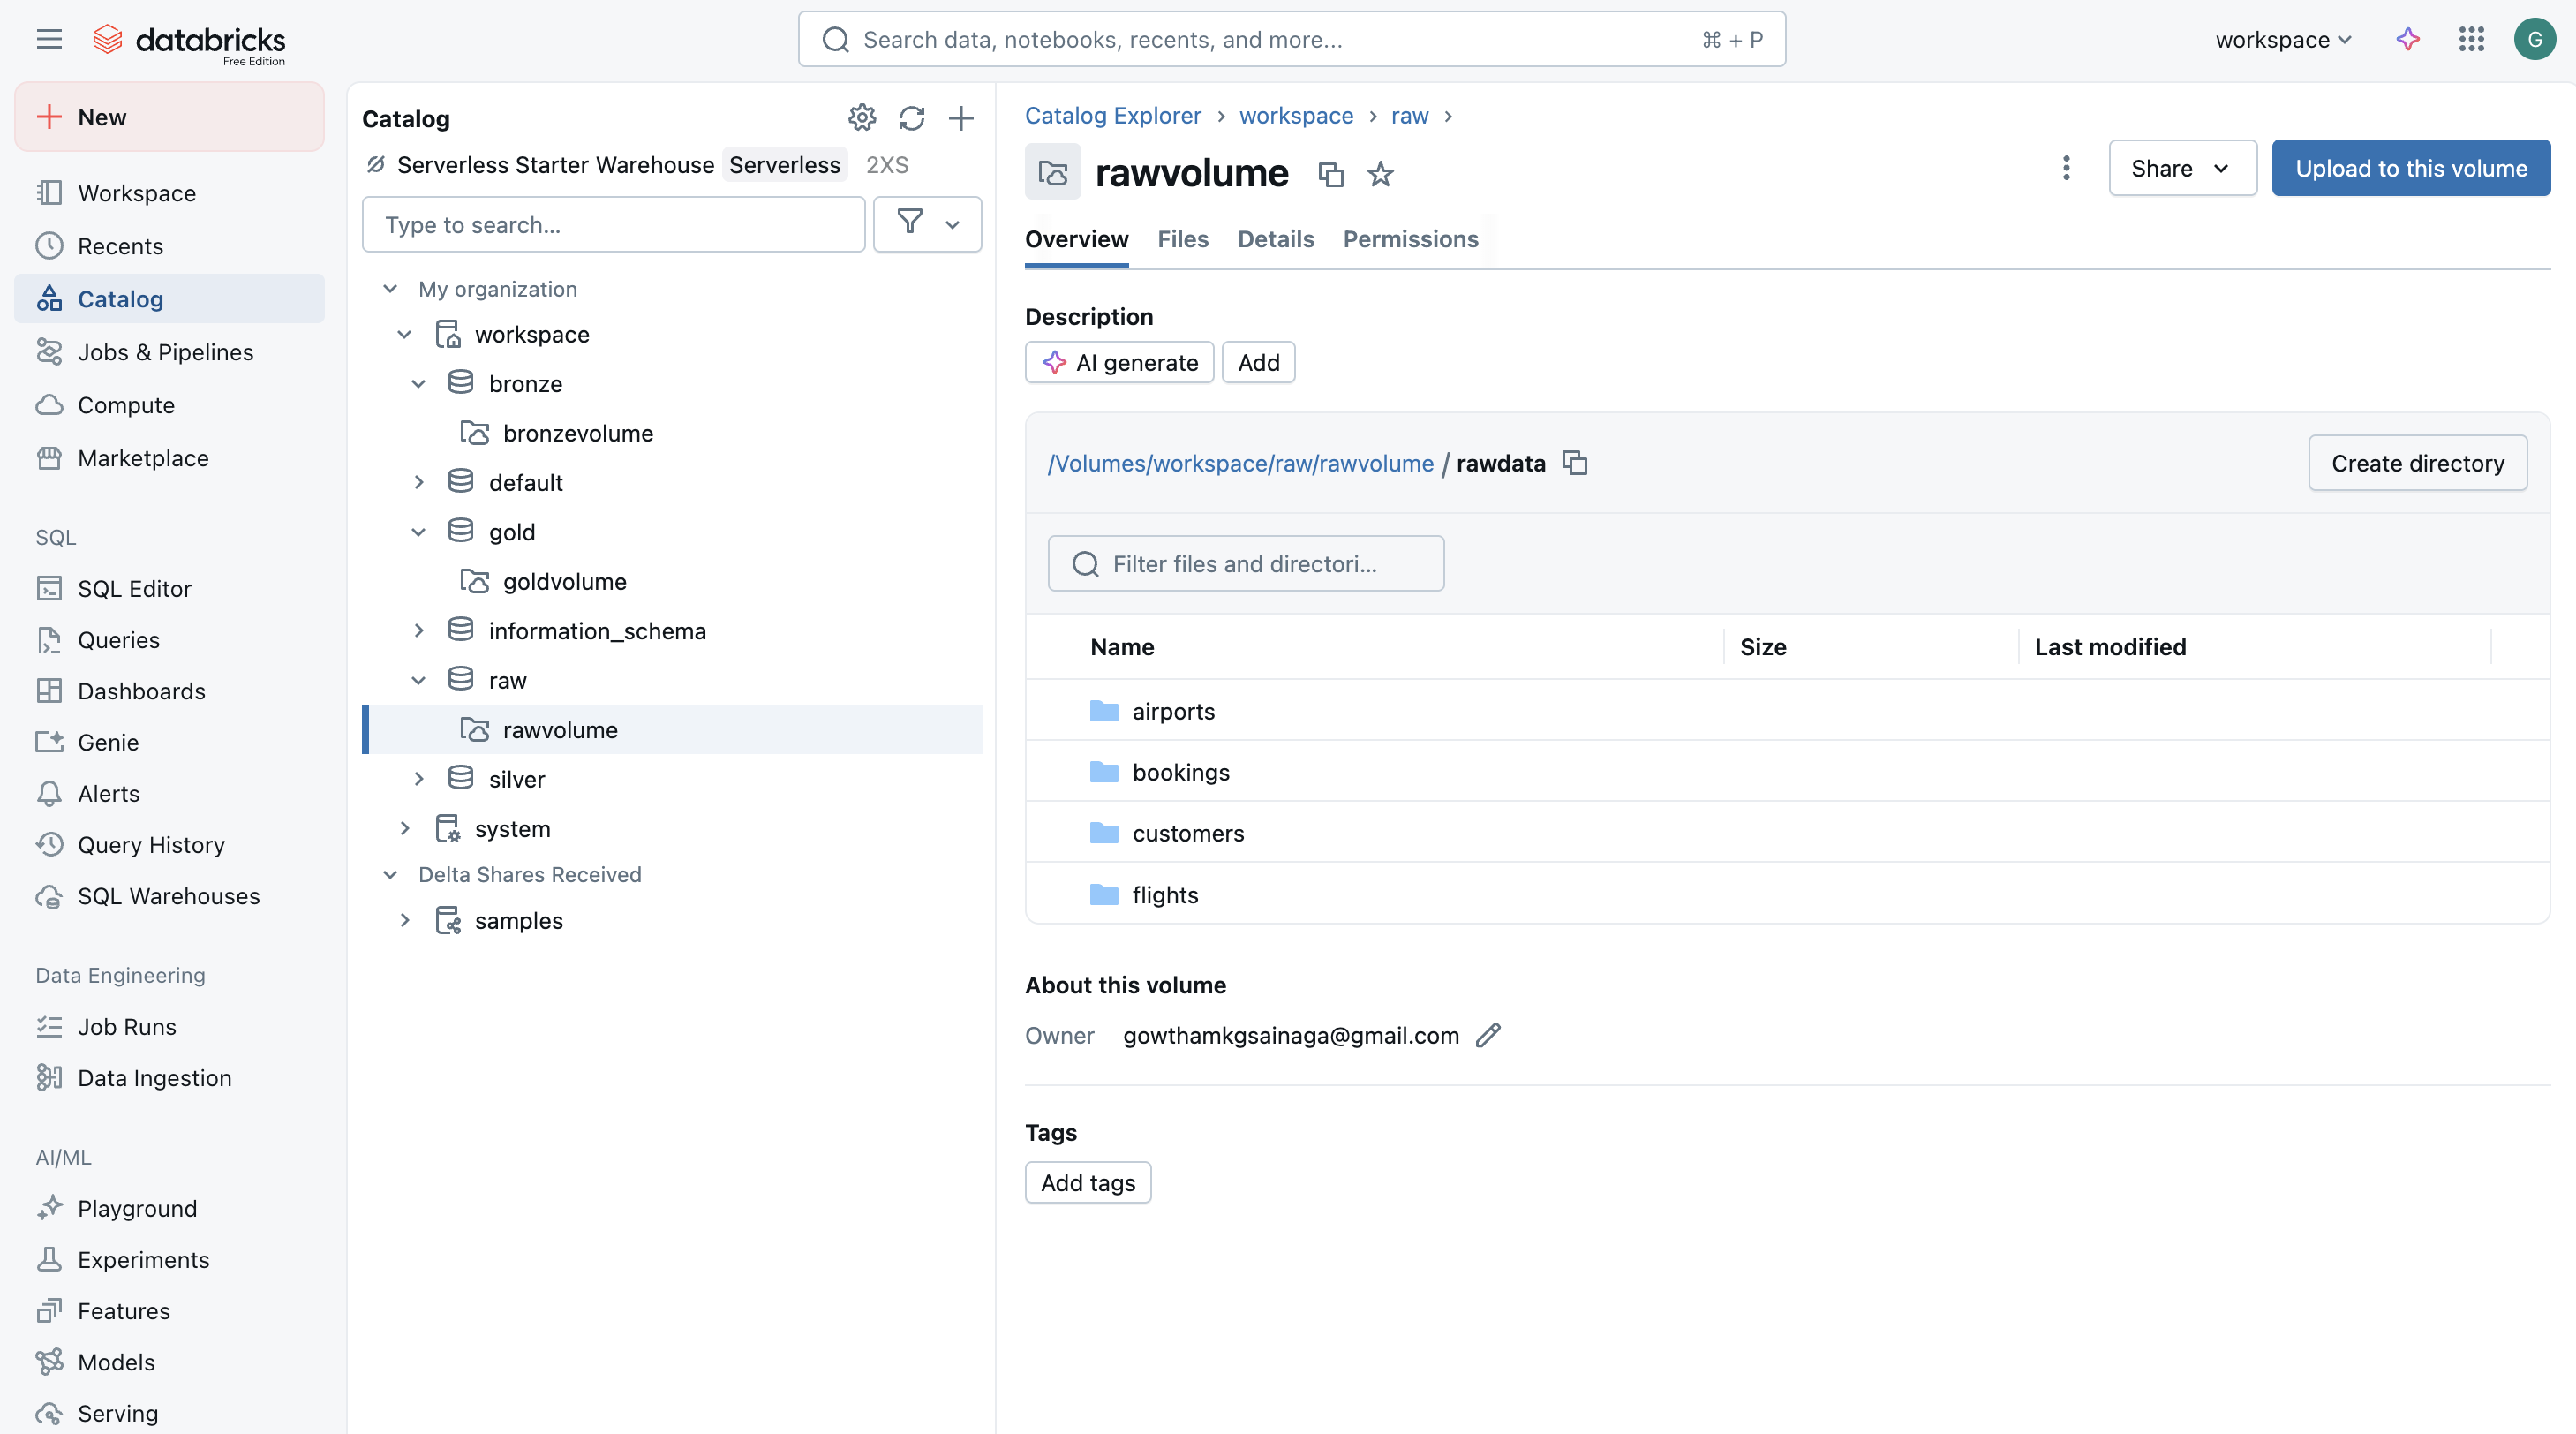 databricks
Free Edition
Search data, notebooks, recents, and more...
⌘ + P
workspace
G
New
Workspace
Recents
Catalog
Jobs & Pipelines
Compute
Marketplace
SQL
SQL Editor
Queries
Dashboards
Genie
Alerts
Query History
SQL Warehouses
Data Engineering
Job Runs
Data Ingestion
AI/ML
Playground
Experiments
Features
Models
Serving
Catalog
Serverless Starter Warehouse Serverless 2XS
Type to search...
My organization
workspace
bronze
bronzevolume
default
gold
goldvolume
information_schema
raw
rawvolume
silver
system
Delta Shares Received
samples
Catalog Explorer > workspace > raw >
rawvolume
Share
Upload to this volume
Overview Files Details Permissions
Description
AI generate
Add
/Volumes/workspace/raw/rawvolume / rawdata
Create directory
Filter files and directori...
Name Size Last modified
airports
bookings
customers
flights
About this volume
Owner gowthamkgsainaga@gmail.com
Tags
Add tags